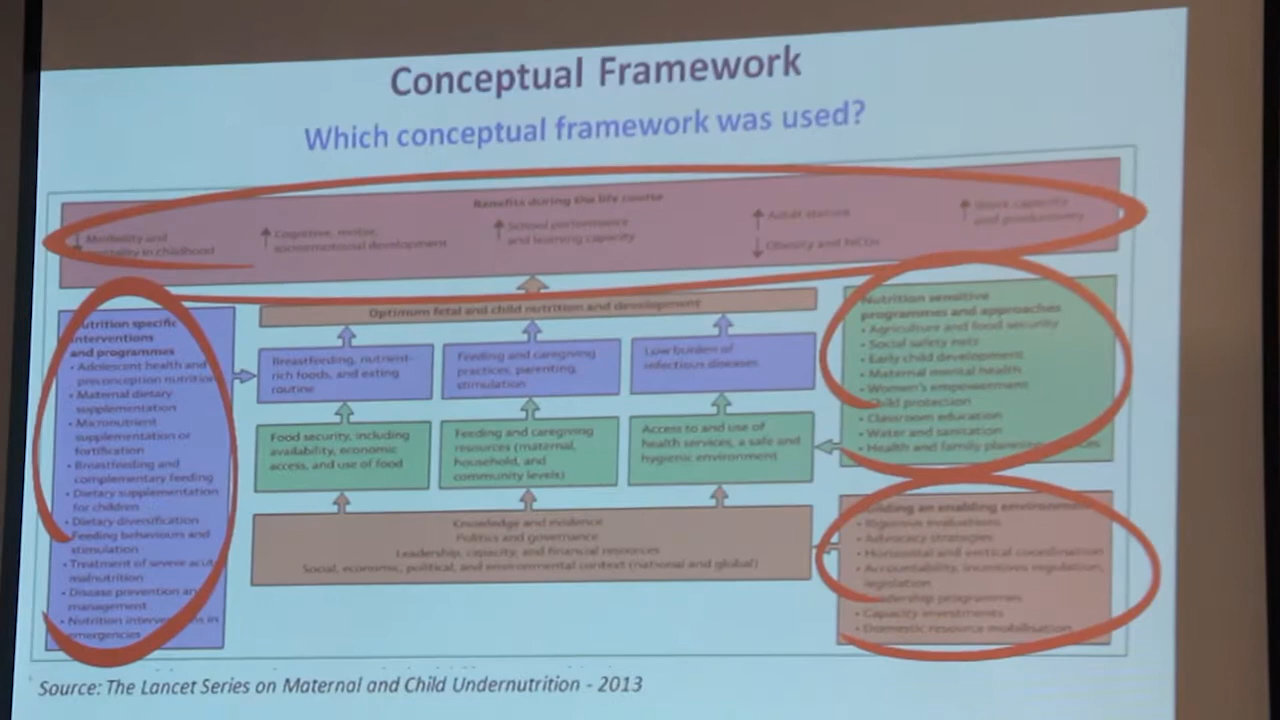 Conceptual Framework
Which conceptual framework was used?
Benefits during the life course
Morbidity and
mortality in childhood
Cognitive, motor,
socioemotional development
School performance
and learning capacity
Adult stature
Obesity and NCDs
Work capacity
and productivity
Nutrition specific
interventions
and programmes
• Adolescent health and
preconception nutrition
• Maternal dietary
supplementation
• Micronutrient
supplementation or
fortification
• Breastfeeding and
complementary feeding
• Dietary supplementation
for children
• Dietary diversification
• Feeding behaviours and
stimulation
• Treatment of severe acute
malnutrition
• Disease prevention and
management
• Nutrition interventions in
emergencies
Optimum fetal and child nutrition and development
Breastfeeding, nutrient-
rich foods, and eating
routine
Feeding and caregiving
practices, parenting,
stimulation
Low burden of
infectious diseases
Food security, including
availability, economic
access, and use of food
Feeding and caregiving
resources (maternal,
household, and
community levels)
Access to and use of
health services, a safe and
hygienic environment
Knowledge and evidence
Politics and governance
Leadership, capacity, and financial resources
Social, economic, political, and environmental context (national and global)
Nutrition sensitive
programmes and approaches
• Agriculture and food security
• Social safety nets
• Early child development
• Maternal mental health
• Women's empowerment
• Child protection
• Classroom education
• Water and sanitation
• Health and family planning services
Building an enabling environment
• Rigorous evaluations
• Advocacy strategies
• Horizontal and vertical coordination
• Accountability, incentives regulation,
legislation
• Leadership programmes
• Capacity investments
• Domestic resource mobilisation
Source: The Lancet Series on Maternal and Child Undernutrition - 2013